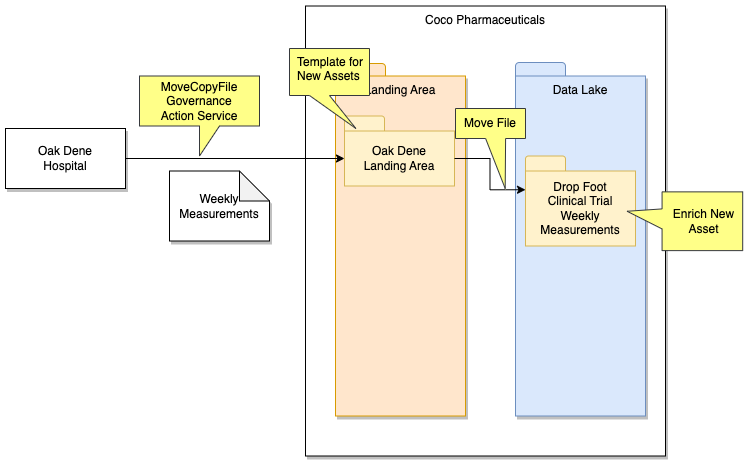 Coco Pharmaceuticals
Template for
New Assets
MoveCopyFile
Governance
Action Service
Landing Area
Data Lake
Move File
Oak Dene
Hospital
Oak Dene
Landing Area
Weekly
Measurements
Drop Foot
Clinical Trial
Weekly
Measurements
Enrich New
Asset